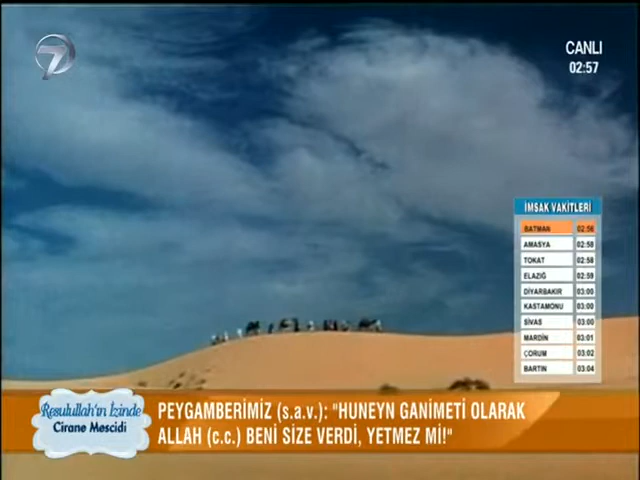 7
CANLI
02:57
İMSAK VAKİTLERİ
BATMAN 02:56
AMASYA 02:58
TOKAT 02:58
ELAZIĞ 02:59
DİYARBAKIR 03:00
KASTAMONU 03:00
SİVAS 03:00
MARDİN 03:01
ÇORUM 03:02
BARTIN 03:04
Resulullah'ın İzinde
Cirane Mescidi
PEYGAMBERİMİZ (s.a.v.): "HUNEYN GANİMETİ OLARAK
ALLAH (c.c.) BENİ SİZE VERDİ, YETMEZ Mİ!"